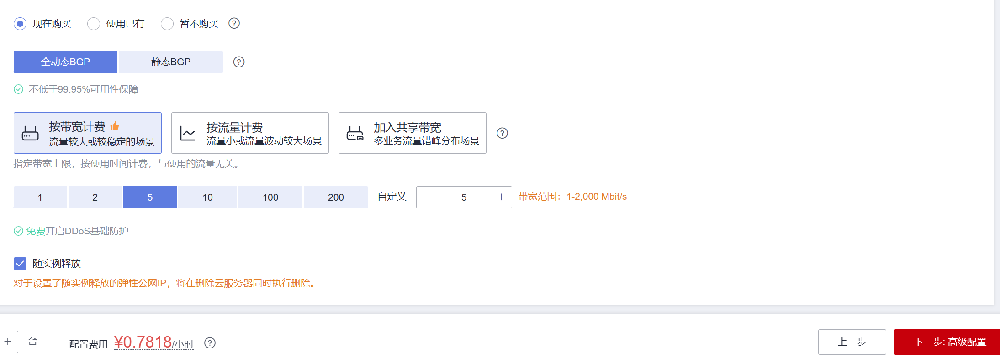 现在购买 使用已有 暂不购买 ?
全动态BGP 静态BGP ?
不低于99.95%可用性保障
按带宽计费 按流量计费 加入共享带宽
流量较大或较稳定的场景 流量小或流量波动较大场景 多业务流量错峰分布场景 ?
指定带宽上限，按使用时间计费，与使用的流量无关。
1 2 5 10 100 200 自定义 － 5 + 带宽范围：1-2,000 Mbit/s
免费开启DDoS基础防护
随实例释放
对于设置了随实例释放的弹性公网IP，将在删除云服务器同时执行删除。
+ 台 配置费用 ¥0.7818/小时 ? 上一步 下一步: 高级配置